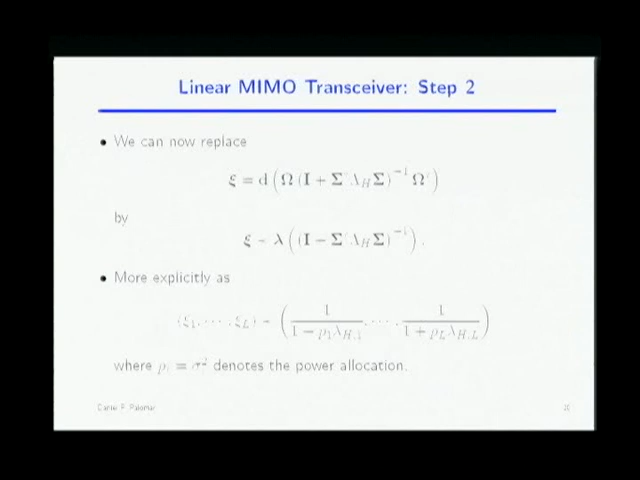 Linear MIMO Transceiver: Step 2
• We can now replace
ξ = d ( Ω (I + Σ Λ_H Σ)^{-1} Ω )
by
ξ = λ ( (I + Σ Λ_H Σ)^{-1} ) .
• More explicitly as
(ξ_1, ⋯ , ξ_L) = ( 1 / (1 + p_1 λ_{H,1}) , ⋯ , 1 / (1 + p_L λ_{H,L}) )
where p_i = σ_i^2 denotes the power allocation.
Daniel P. Palomar